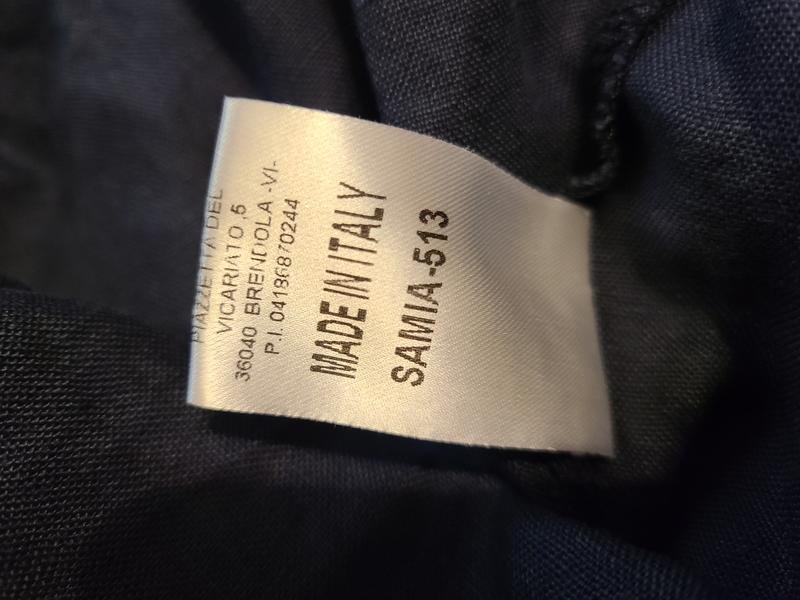 PIAZZETTA DEL
VICARIATO ,5
36040 BRENDOLA -VI-
P.I. 04186870244
MADE IN ITALY
SAMIA-513